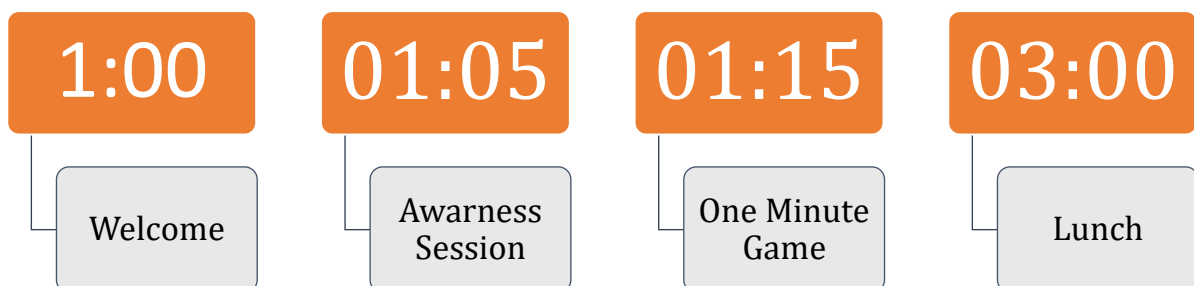 1:00
01:05
01:15
03:00
Welcome
Awarness
Session
One Minute
Game
Lunch